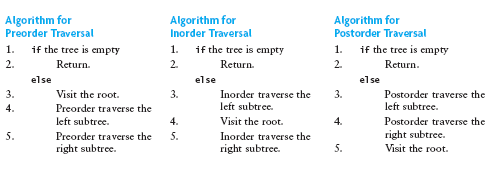 Algorithm for
Preorder Traversal
1. if the tree is empty
2. Return.
else
3. Visit the root.
4. Preorder traverse the
left subtree.
5. Preorder traverse the
right subtree.
Algorithm for
Inorder Traversal
1. if the tree is empty
2. Return.
else
3. Inorder traverse the
left subtree.
4. Visit the root.
5. Inorder traverse the
right subtree.
Algorithm for
Postorder Traversal
1. if the tree is empty
2. Return.
else
3. Postorder traverse the
left subtree.
4. Postorder traverse the
right subtree.
5. Visit the root.